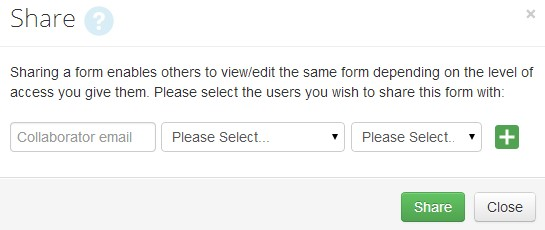 Share ?
×
Sharing a form enables others to view/edit the same form depending on the level of
access you give them. Please select the users you wish to share this form with:
Collaborator email Please Select... Please Select..
Share Close